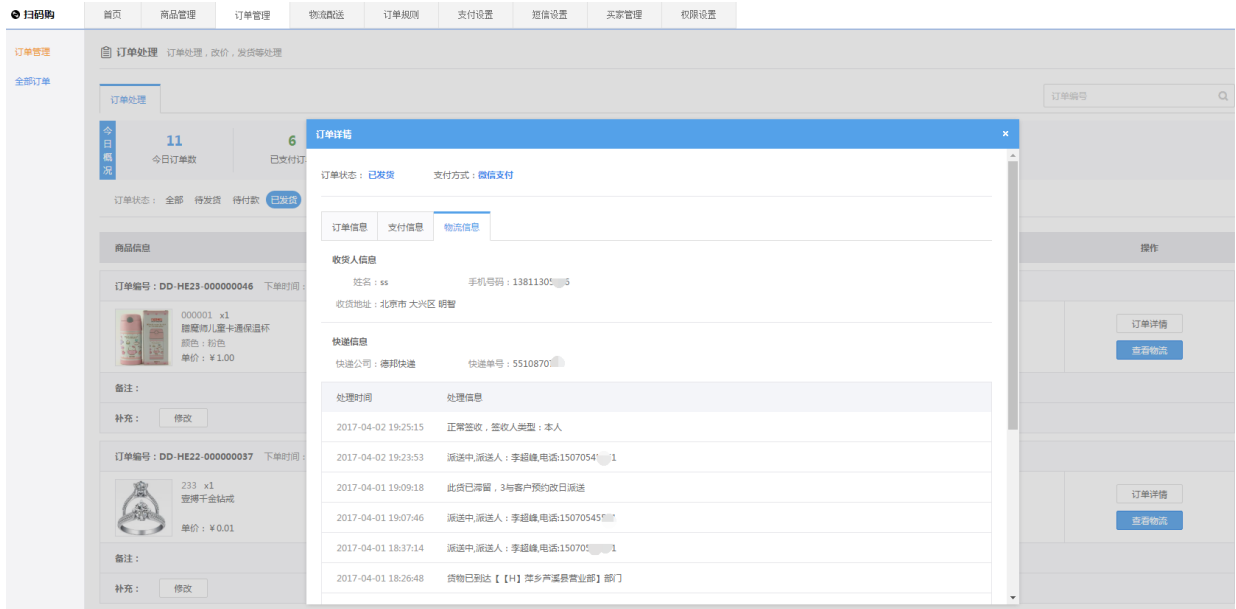 扫码购 首页 商品管理 订单管理 物流配送 订单规则 支付设置 短信设置 买家管理 权限设置
订单管理
全部订单
订单处理 订单处理，改价，发货等处理
订单处理 订单编号
今日概况
11 6
今日订单数 已支付订
订单状态： 全部 待发货 待付款 已发货
商品信息 操作
订单编号：DD-HE23-000000046 下单时间：
000001 x1
膳魔师儿童卡通保温杯
颜色：粉色
单价：￥1.00
订单详情
查看物流
备注：
补充： 修改
订单编号：DD-HE22-000000037 下单时间：
233 x1
壹搏千金钻戒
单价：￥0.01
订单详情
查看物流
备注：
补充： 修改
订单详情 ×
订单状态： 已发货 支付方式：微信支付
订单信息 支付信息 物流信息
收货人信息
姓名：ss 手机号码：13811305
收货地址：北京市 大兴区 明智
快递信息
快递公司：德邦快递 快递单号：5510870
处理时间 处理信息
2017-04-02 19:25:15 正常签收，签收人类型：本人
2017-04-02 19:23:53 派送中,派送人：李超峰,电话:1507054 1
2017-04-01 19:09:18 此货已滞留，3与客户预约改日派送
2017-04-01 19:07:46 派送中,派送人：李超峰,电话:150705455
2017-04-01 18:37:14 派送中,派送人：李超峰,电话:150705 1
2017-04-01 18:26:48 货物已到达【【H】萍乡芦溪县营业部】部门